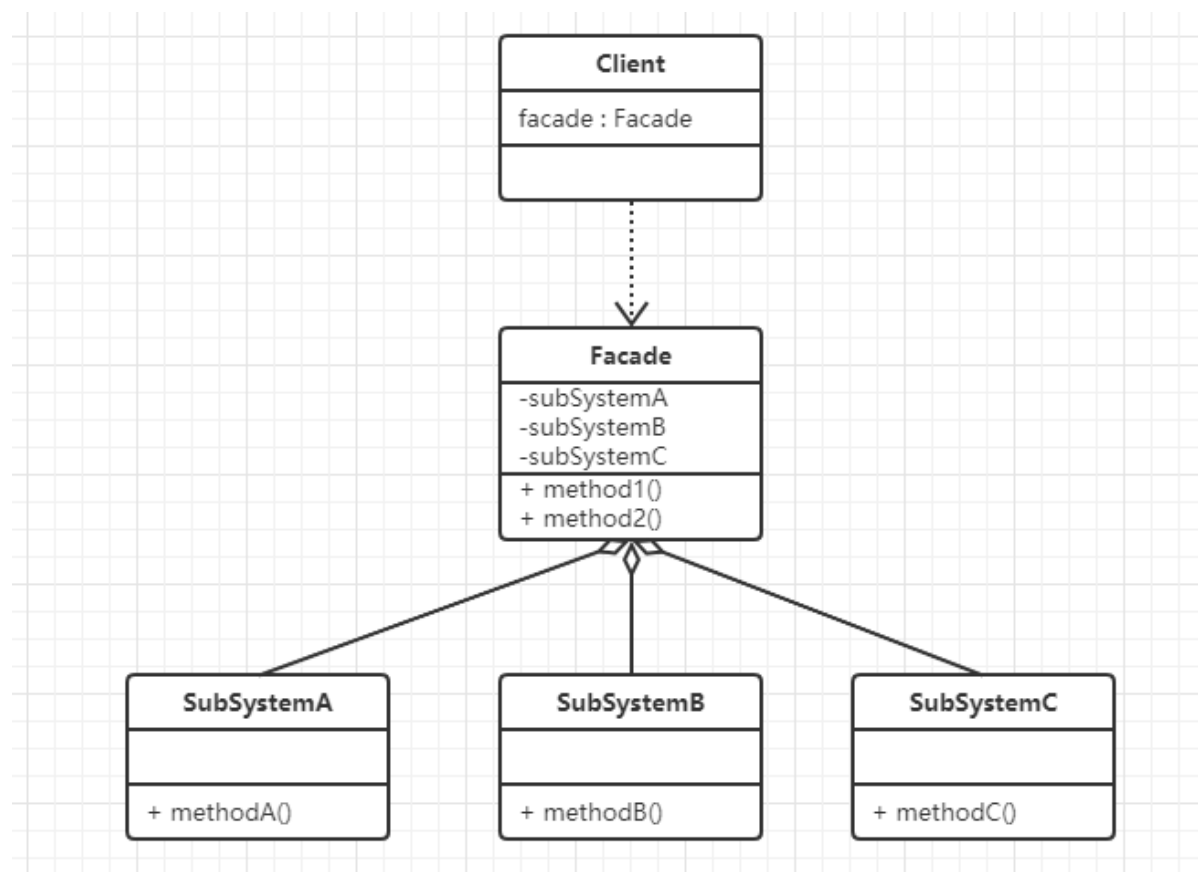 Client
facade : Facade
Facade
-subSystemA
-subSystemB
-subSystemC
+ method1()
+ method2()
SubSystemA
SubSystemB
SubSystemC
+ methodA()
+ methodB()
+ methodC()